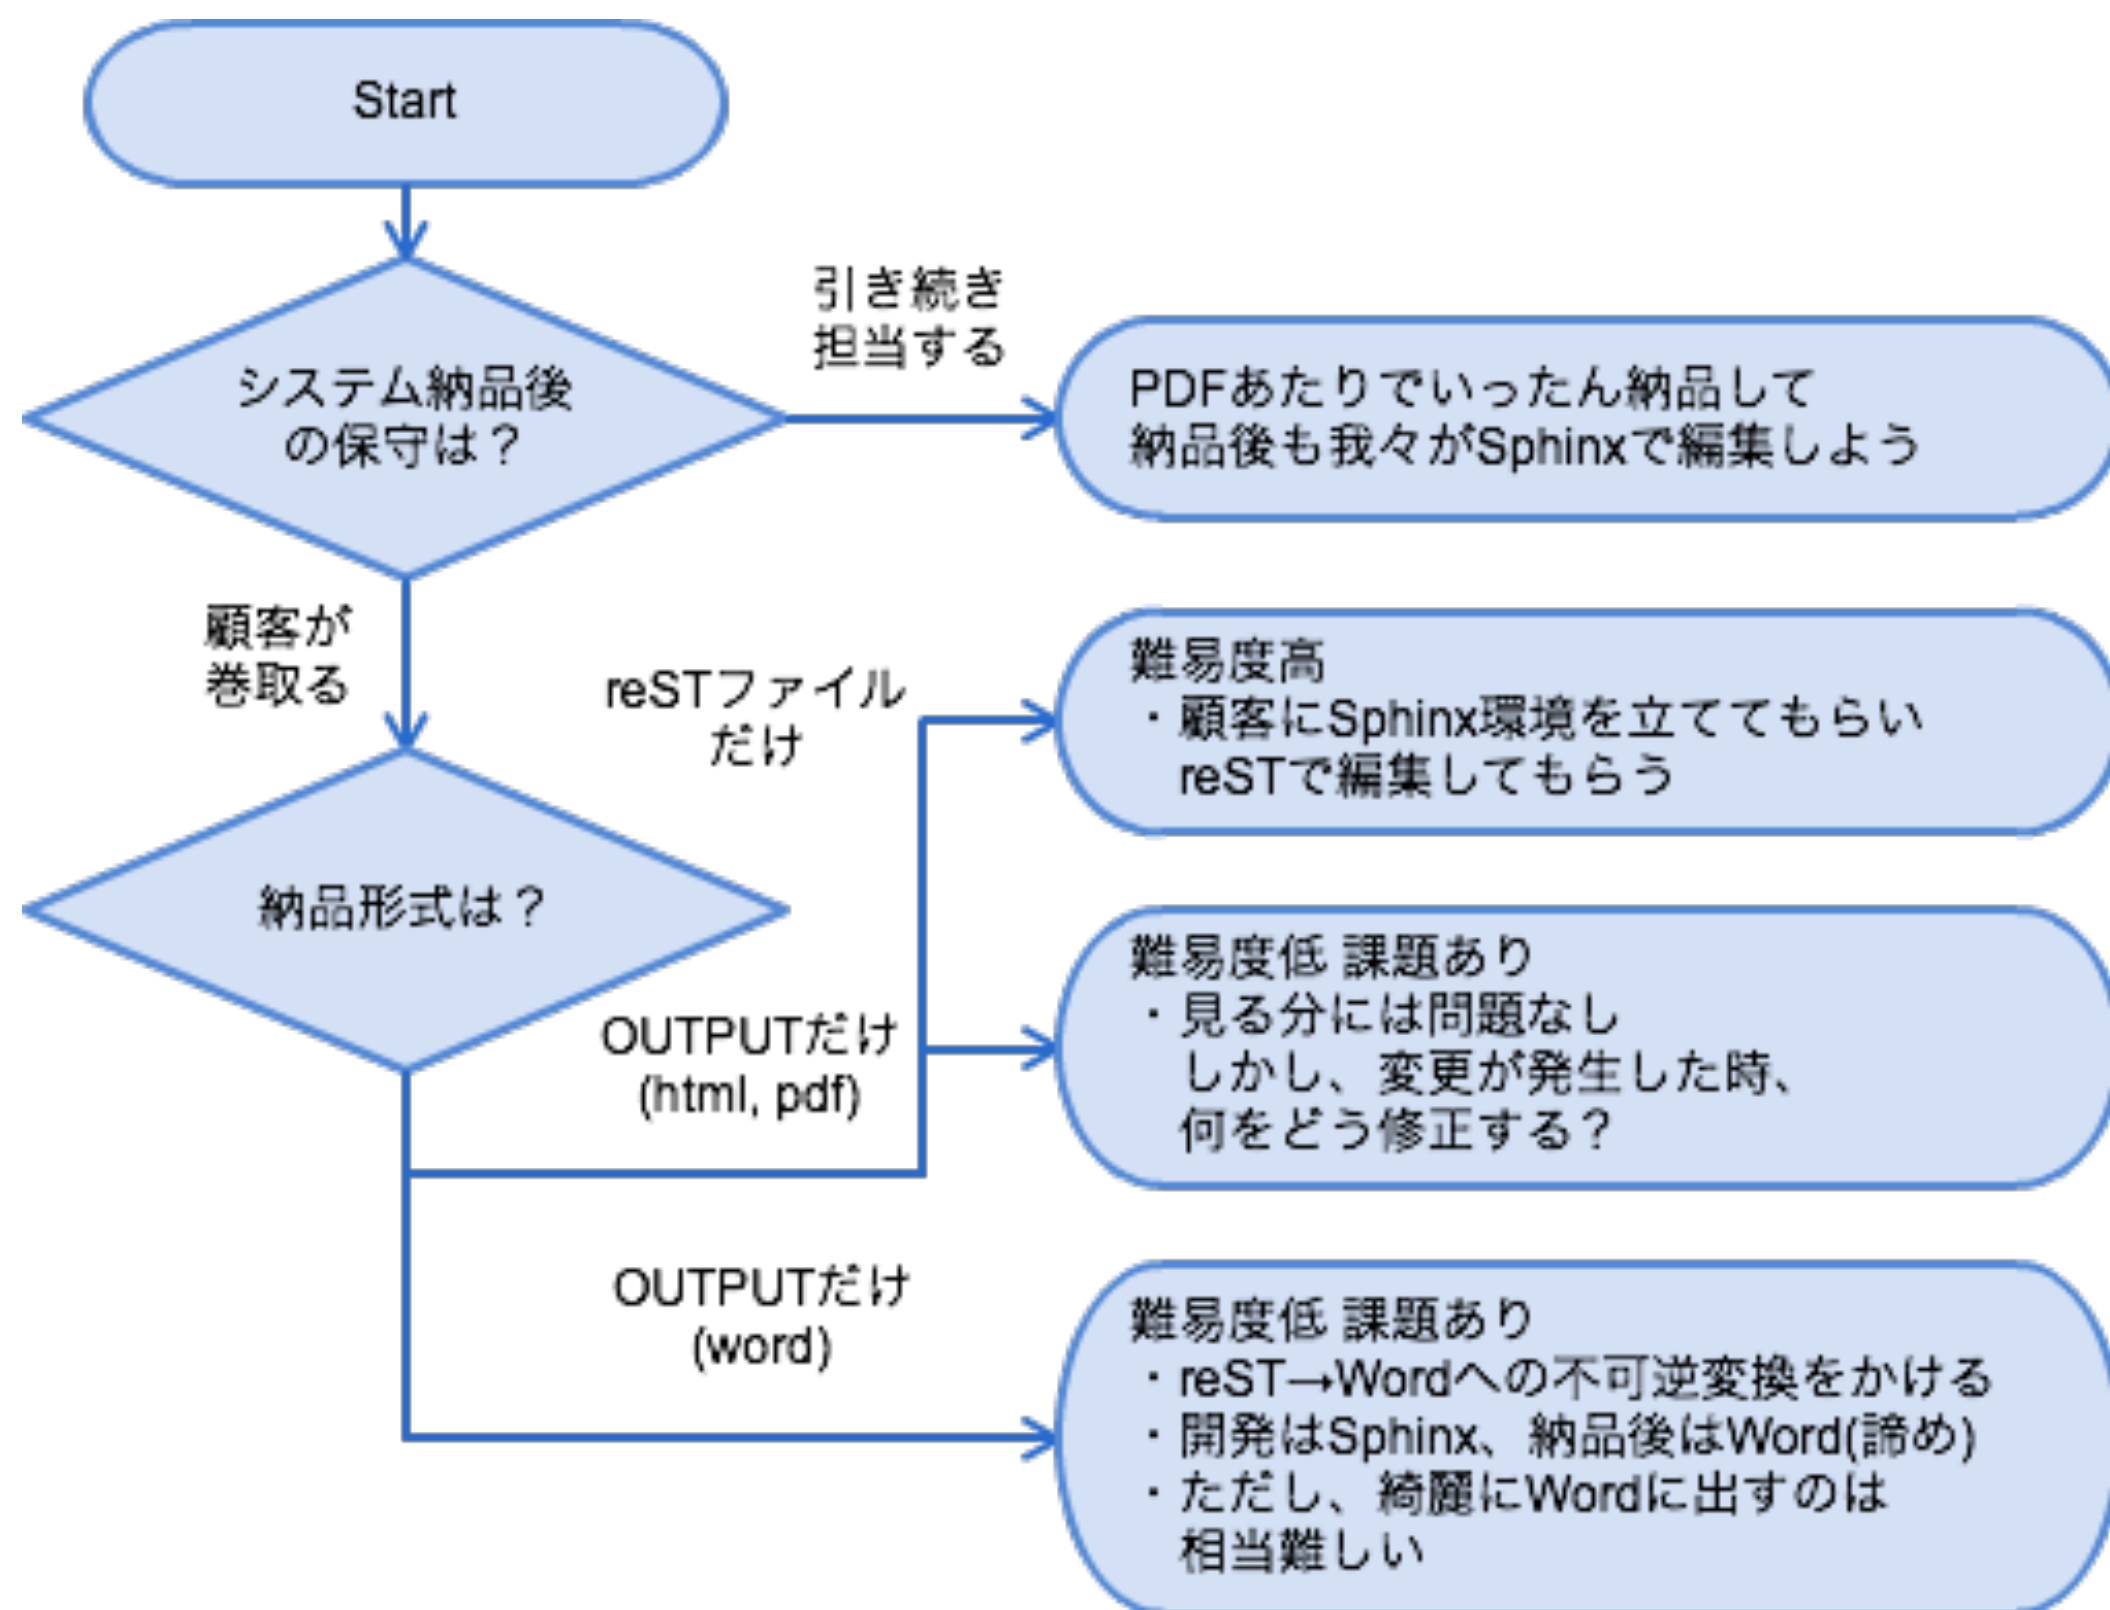 Start
システム納品後
の保守は？
引き続き
担当する
PDFあたりでいったん納品して
納品後も我々がSphinxで編集しよう
顧客が
巻取る
納品形式は？
reSTファイル
だけ
難易度高
・顧客にSphinx環境を立ててもらい
reSTで編集してもらう
OUTPUTだけ
(html, pdf)
難易度低 課題あり
・見る分には問題なし
しかし、変更が発生した時、
何をどう修正する？
OUTPUTだけ
(word)
難易度低 課題あり
・reST→Wordへの不可逆変換をかける
・開発はSphinx、納品後はWord(諦め)
・ただし、綺麗にWordに出すのは
相当難しい